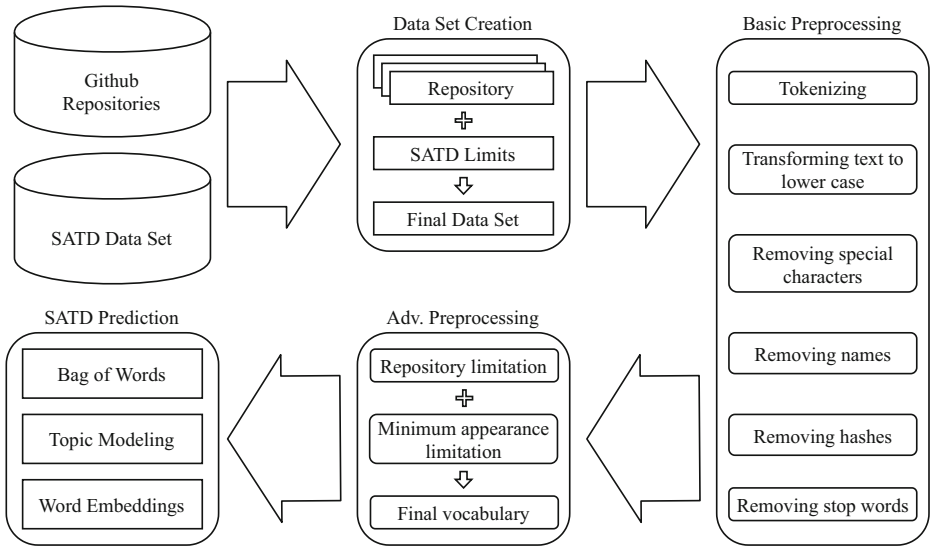 Github
Repositories
SATD Data Set
Data Set Creation
Repository
SATD Limits
Final Data Set
Basic Preprocessing
Tokenizing
Transforming text to
lower case
Removing special
characters
Removing names
Removing hashes
Removing stop words
Adv. Preprocessing
Repository limitation
Minimum appearance
limitation
Final vocabulary
SATD Prediction
Bag of Words
Topic Modeling
Word Embeddings